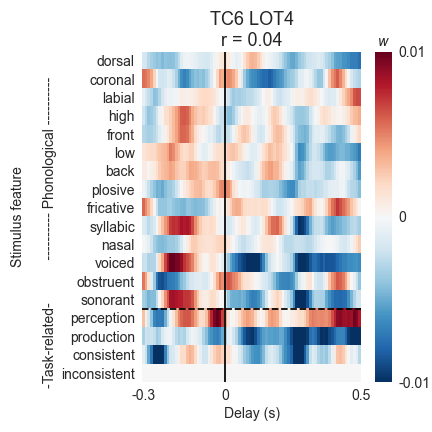 TC6 LOT4
r = 0.04
w
dorsal
coronal
labial
high
front
low
back
plosive
fricative
syllabic
nasal
voiced
obstruent
sonorant
perception
production
consistent
inconsistent
Stimulus feature
-Task-related-
---------- Phonological ----------
0.01
0
-0.01
-0.3
0
0.5
Delay (s)